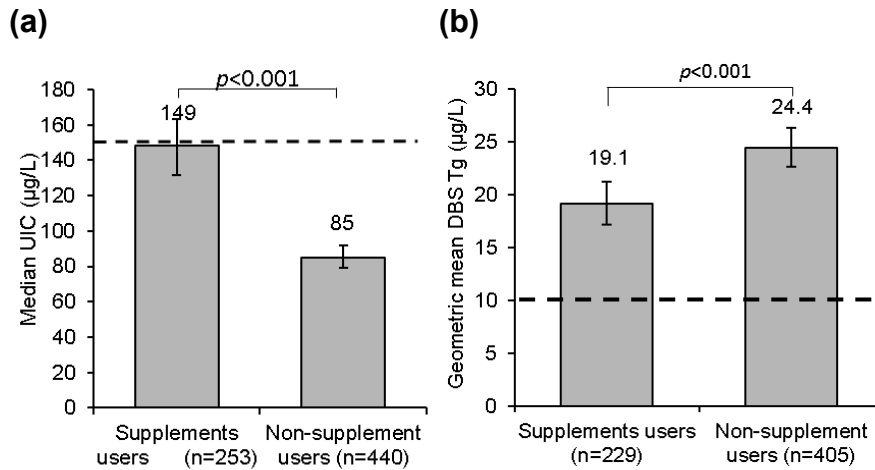 (a)
p<0.001
149
85
180
160
140
120
100
80
60
40
20
0
Median UIC (µg/L)
Supplements
users (n=253)
Non-supplement
users (n=440)
(b)
p<0.001
19.1
24.4
30
25
20
15
10
5
0
Geometric mean DBS Tg (µg/L)
Supplements users
(n=229)
Non-supplement
users (n=405)